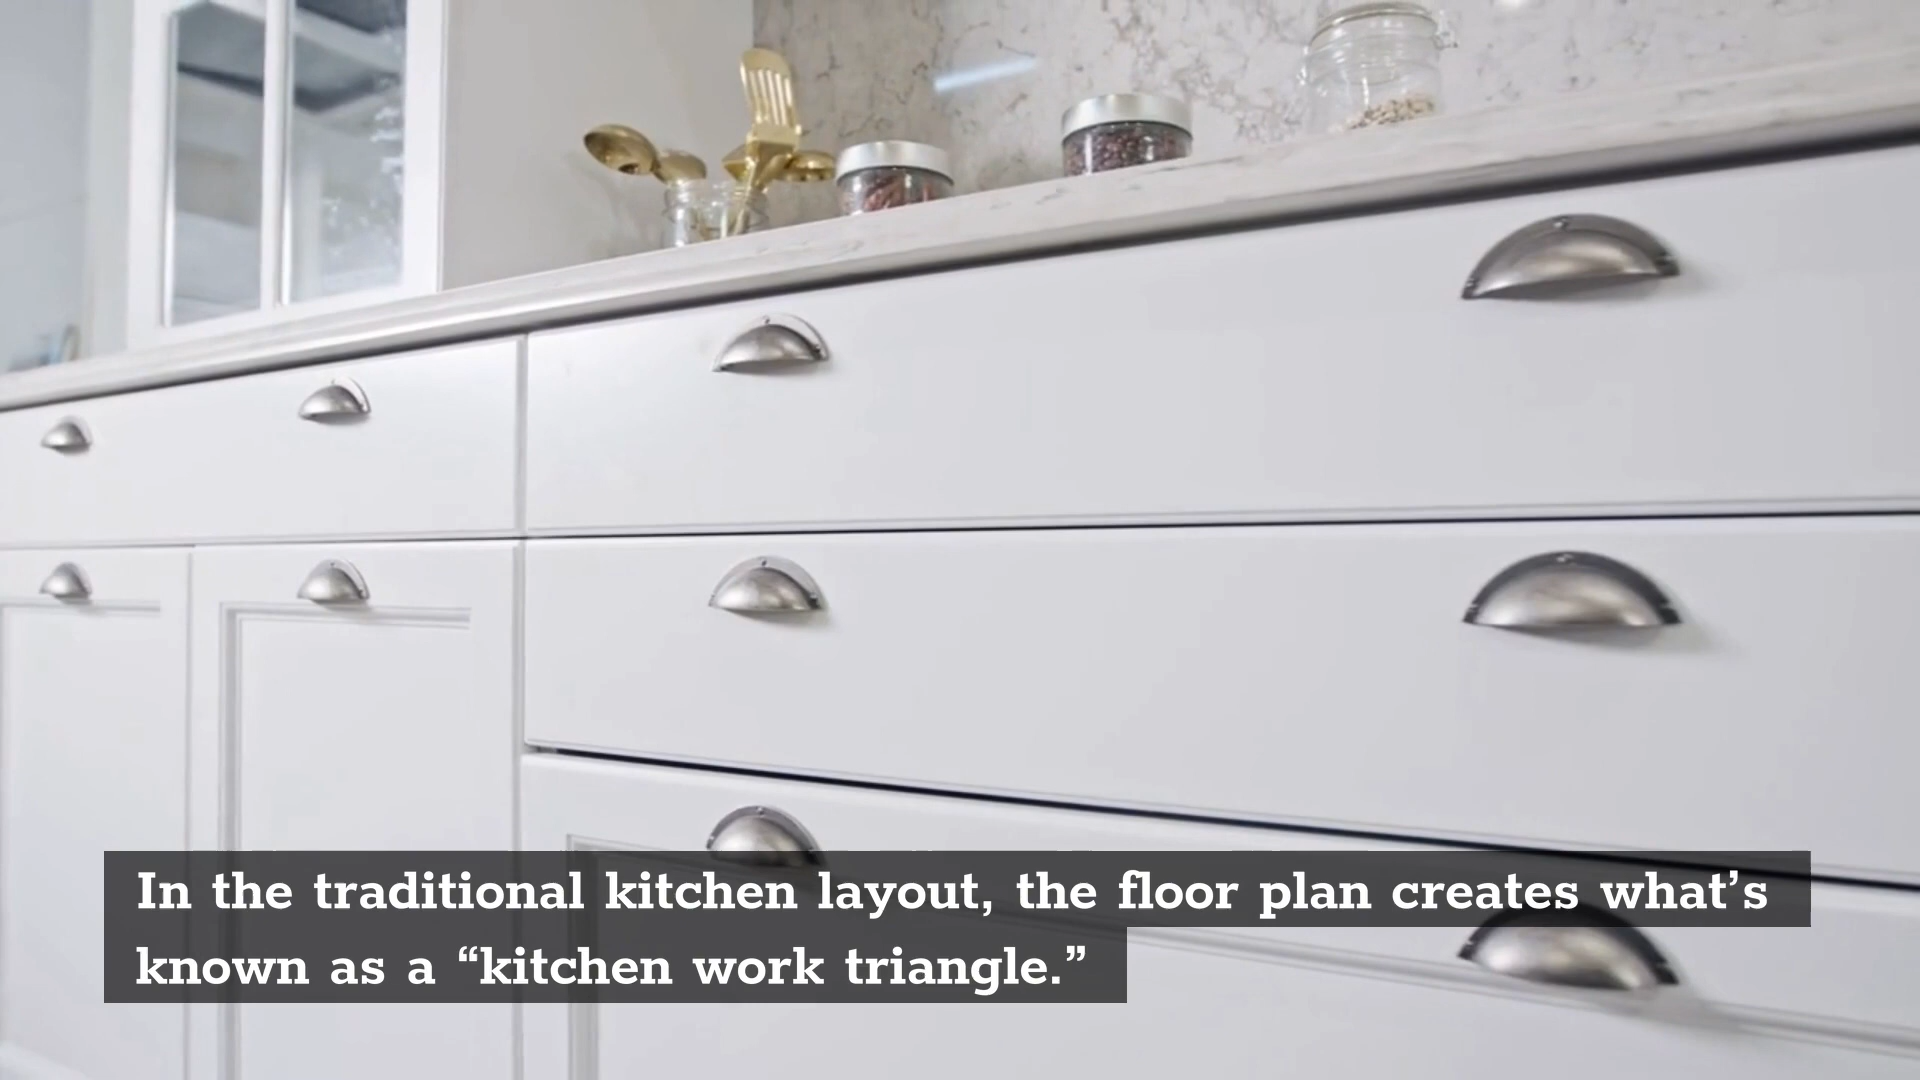 In the traditional kitchen layout, the floor plan creates what’s
known as a “kitchen work triangle.”